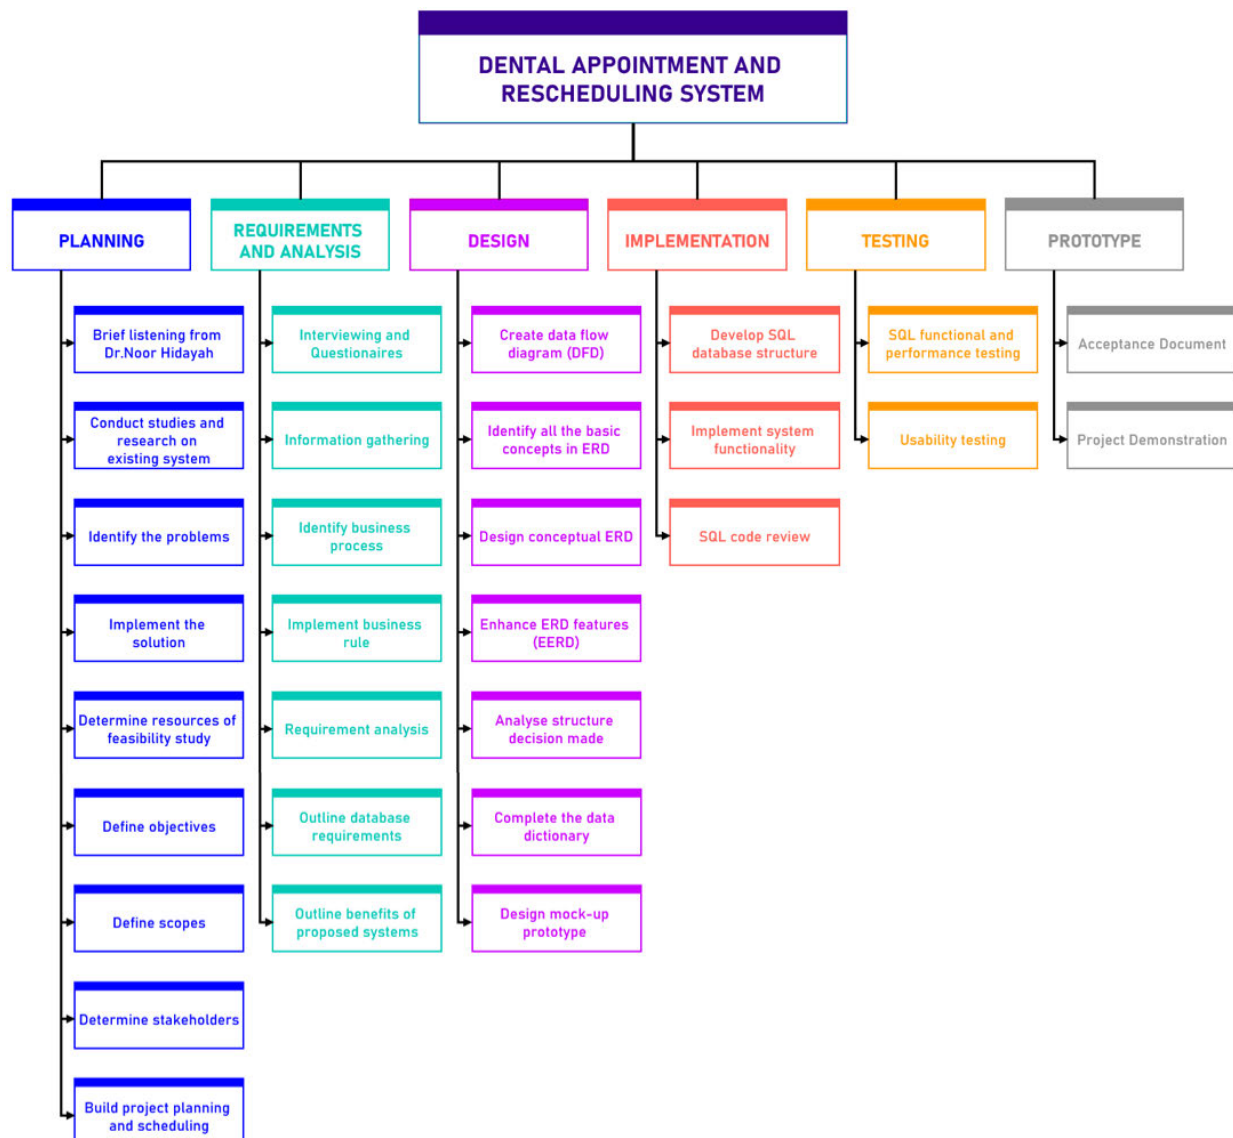 DENTAL APPOINTMENT AND
RESCHEDULING SYSTEM
PLANNING
Brief listening from
Dr.Noor Hidayah
Conduct studies and
research on
existing system
Identify the problems
Implement the
solution
Determine resources of
feasibility study
Define objectives
Define scopes
Determine stakeholders
Build project planning
and scheduling
REQUIREMENTS
AND ANALYSIS
Interviewing and
Questionaires
Information gathering
Identify business
process
Implement business
rule
Requirement analysis
Outline database
requirements
Outline benefits of
proposed systems
DESIGN
Create data flow
diagram (DFD)
Identify all the basic
concepts in ERD
Design conceptual ERD
Enhance ERD features
(EERD)
Analyse structure
decision made
Complete the data
dictionary
Design mock-up
prototype
IMPLEMENTATION
Develop SQL
database structure
Implement system
functionality
SQL code review
TESTING
SQL functional and
performance testing
Usability testing
PROTOTYPE
Acceptance Document
Project Demonstration